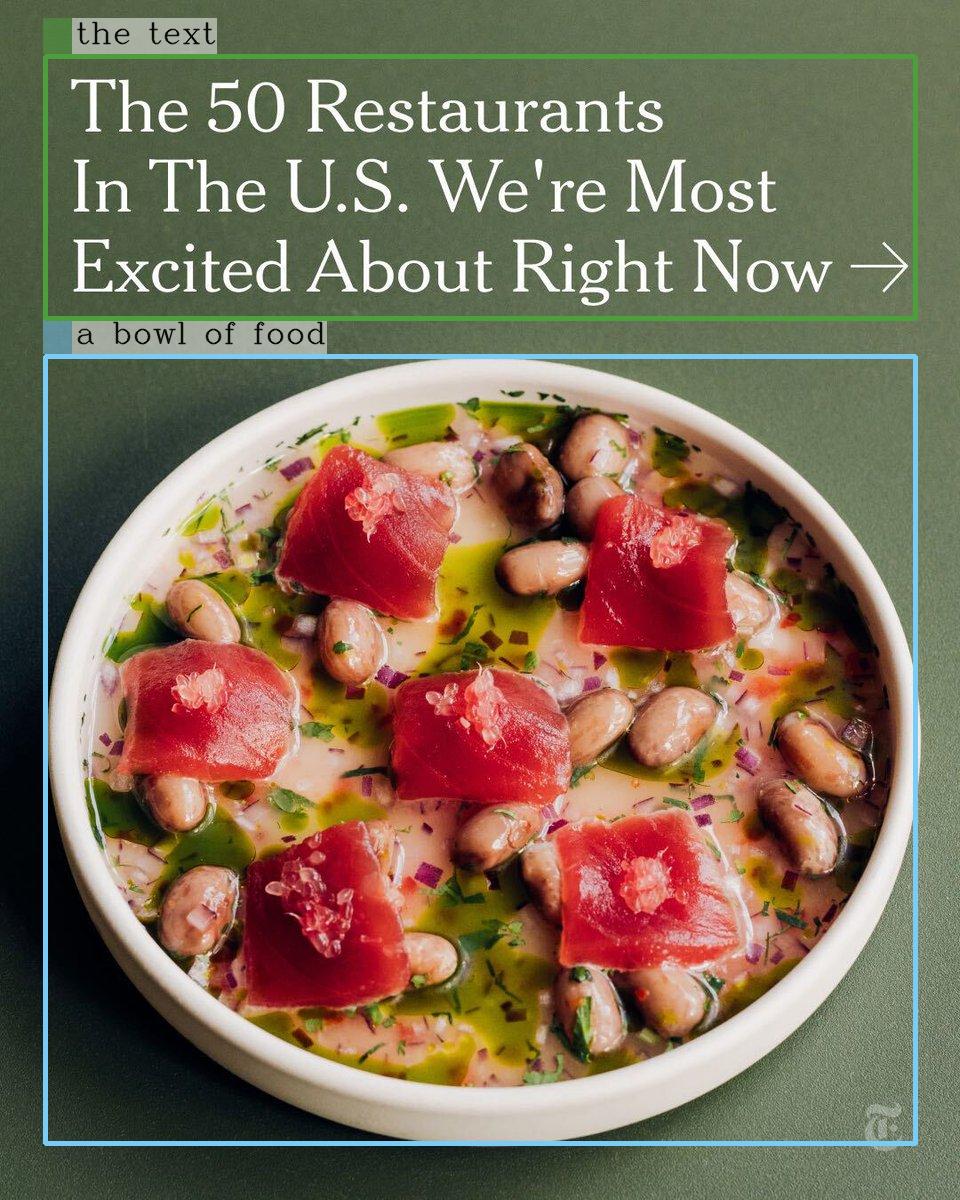 the text
The 50 Restaurants
In The U.S. We're Most
Excited About Right Now →
a bowl of food
T: